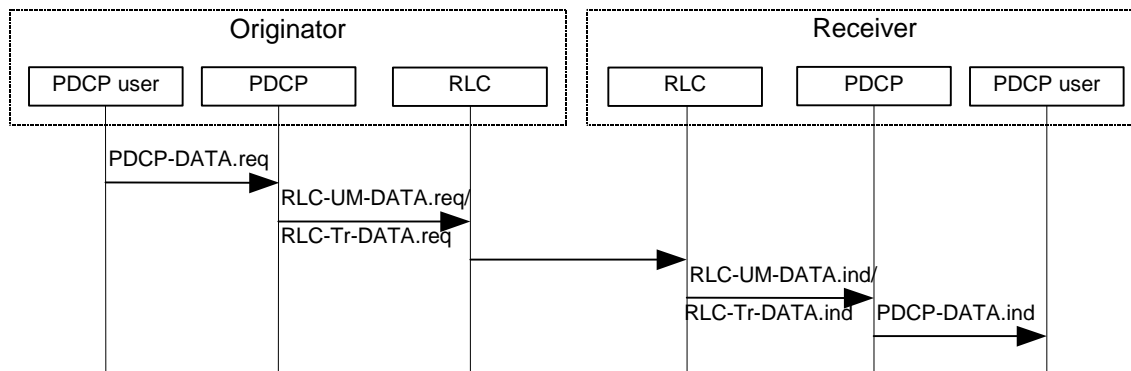 Originator
Receiver
PDCP user
PDCP
RLC
RLC
PDCP
PDCP user
PDCP-DATA.req
RLC-UM-DATA.req/
RLC-Tr-DATA.req
RLC-UM-DATA.ind/
RLC-Tr-DATA.ind
PDCP-DATA.ind